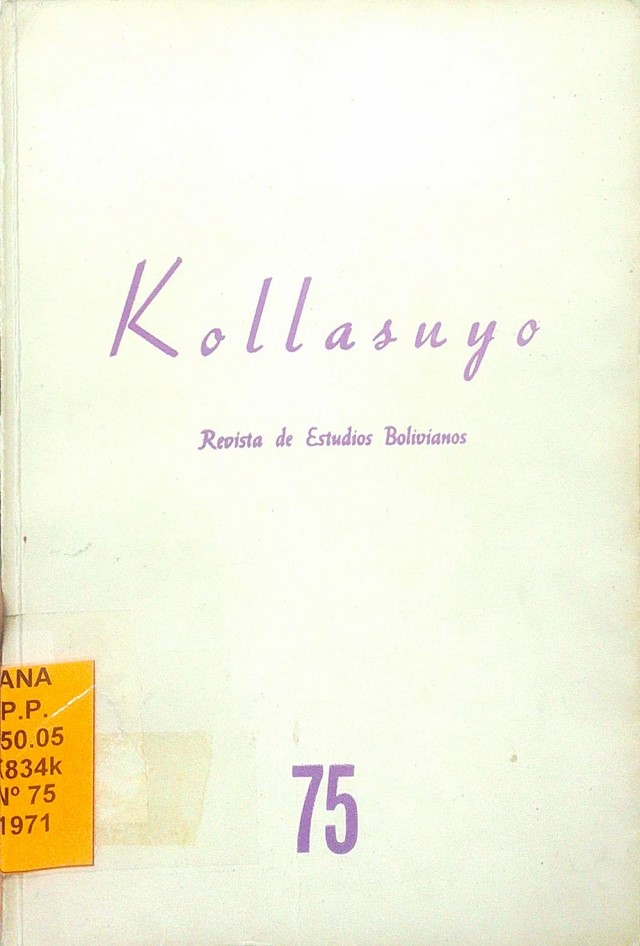 Kollasuyo
Revista de Estudios Bolivianos
75
ANA
P.P.
50.05
834k
Nº 75
1971